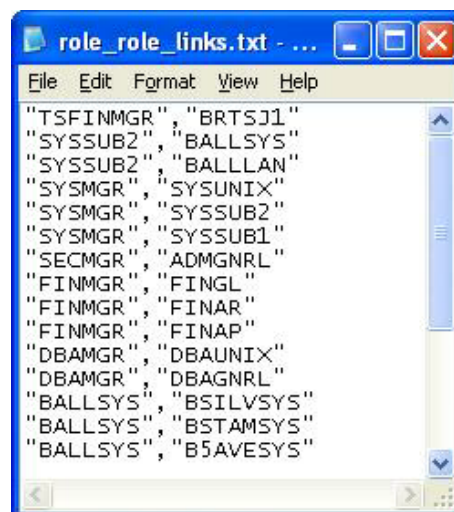 role_role_links.txt - ...
File Edit Format View Help
"TSFINMGR","BRTSJ1"
"SYSSUB2","BALLSYS"
"SYSSUB2","BALLLAN"
"SYSMGR","SYSUNIX"
"SYSMGR","SYSSUB2"
"SYSMGR","SYSSUB1"
"SECMGR","ADMGNRL"
"FINMGR","FINGL"
"FINMGR","FINAR"
"FINMGR","FINAP"
"DBAMGR","DBAUNIX"
"DBAMGR","DBAGNRL"
"BALLSYS","BSILVSYS"
"BALLSYS","BSTAMSYS"
"BALLSYS","B5AVESYS"